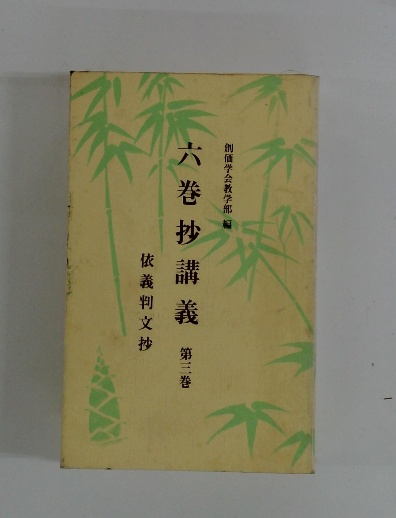 創価学会教学部 編
六巻抄講義 第三巻
依義判文抄